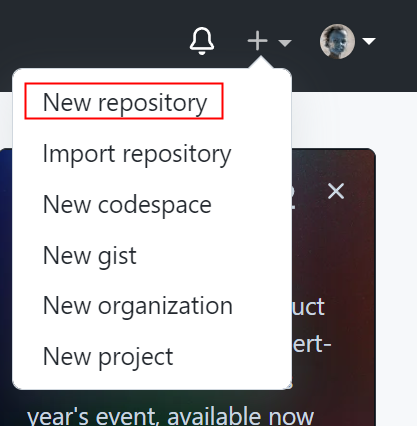 New repository
Import repository
New codespace
New gist
New organization
uct
New project
ert-
year's event, available now